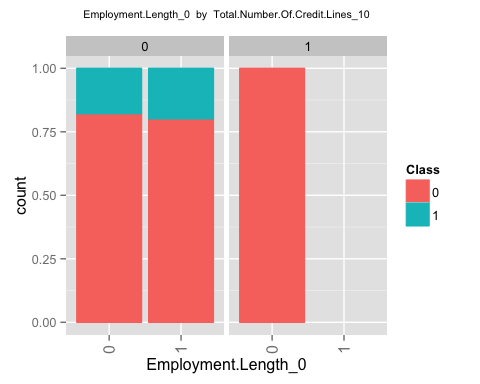 Employment.Length_0 by Total.Number.Of.Credit.Lines_10
0 1
1.00
0.75
0.50
0.25
0.00
count
0 1 0 1
Employment.Length_0
Class
0
1